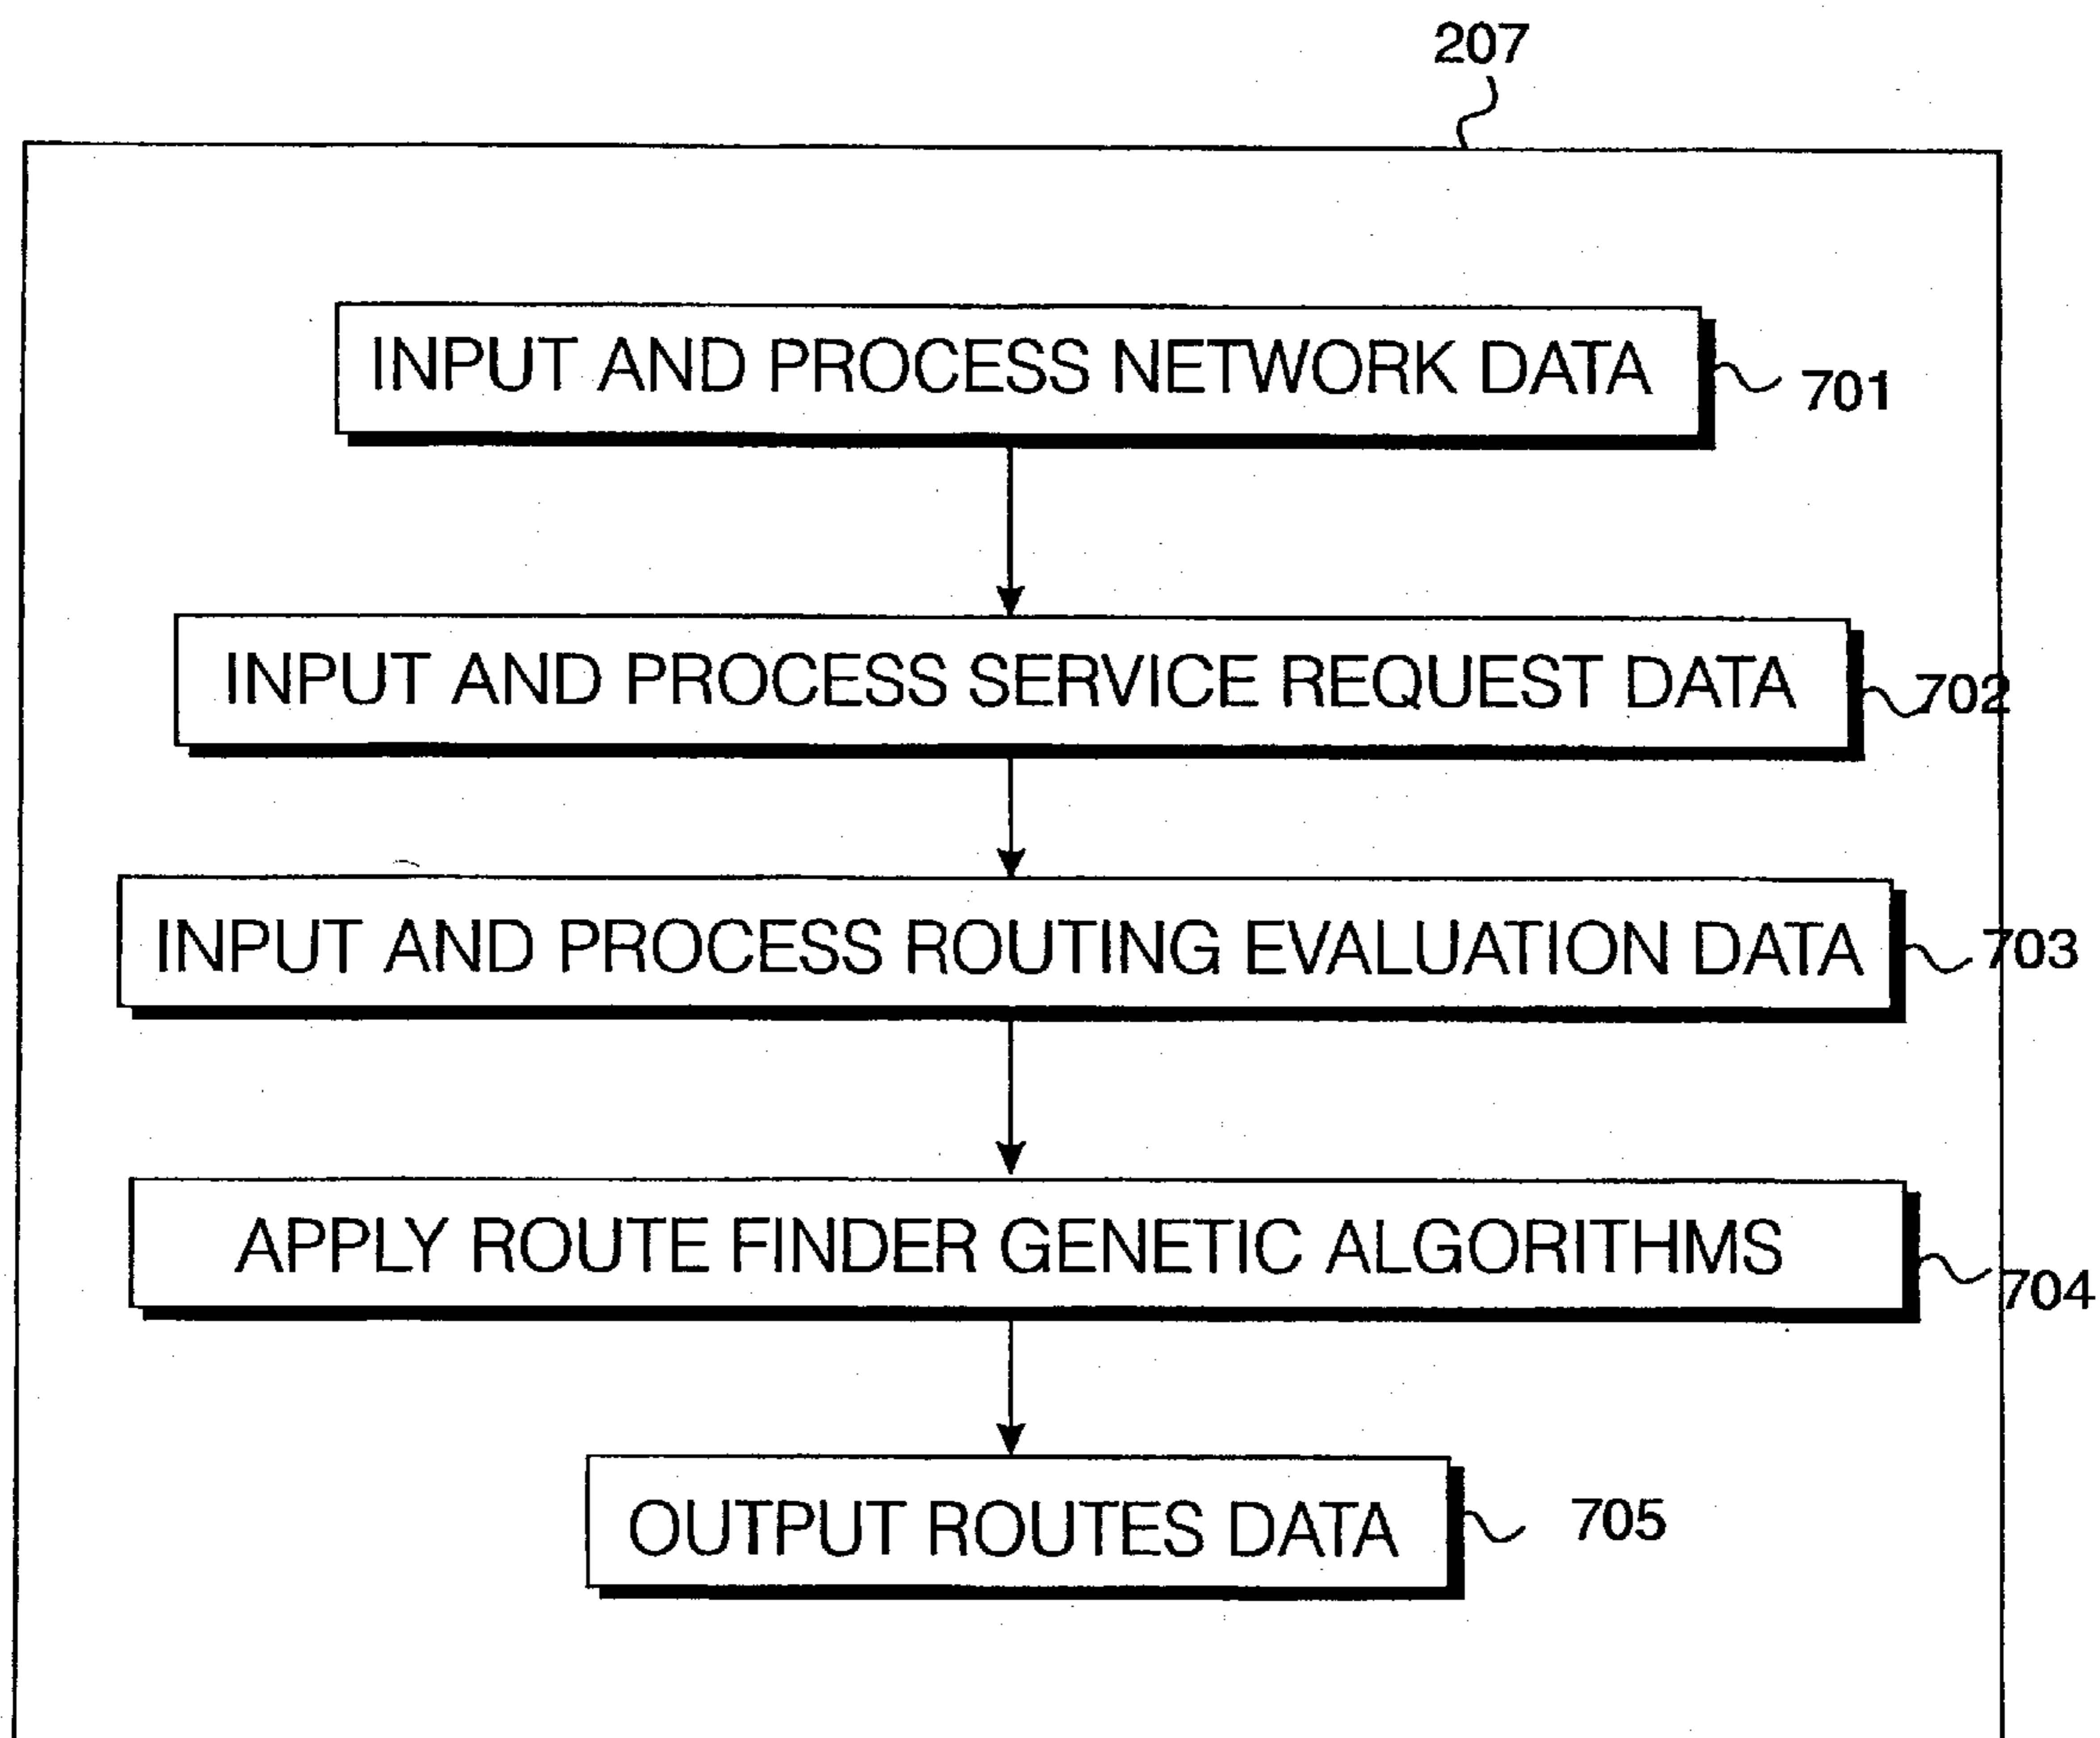 207
INPUT AND PROCESS NETWORK DATA
701
INPUT AND PROCESS SERVICE REQUEST DATA
702
INPUT AND PROCESS ROUTING EVALUATION DATA
703
APPLY ROUTE FINDER GENETIC ALGORITHMS
704
OUTPUT ROUTES DATA
705